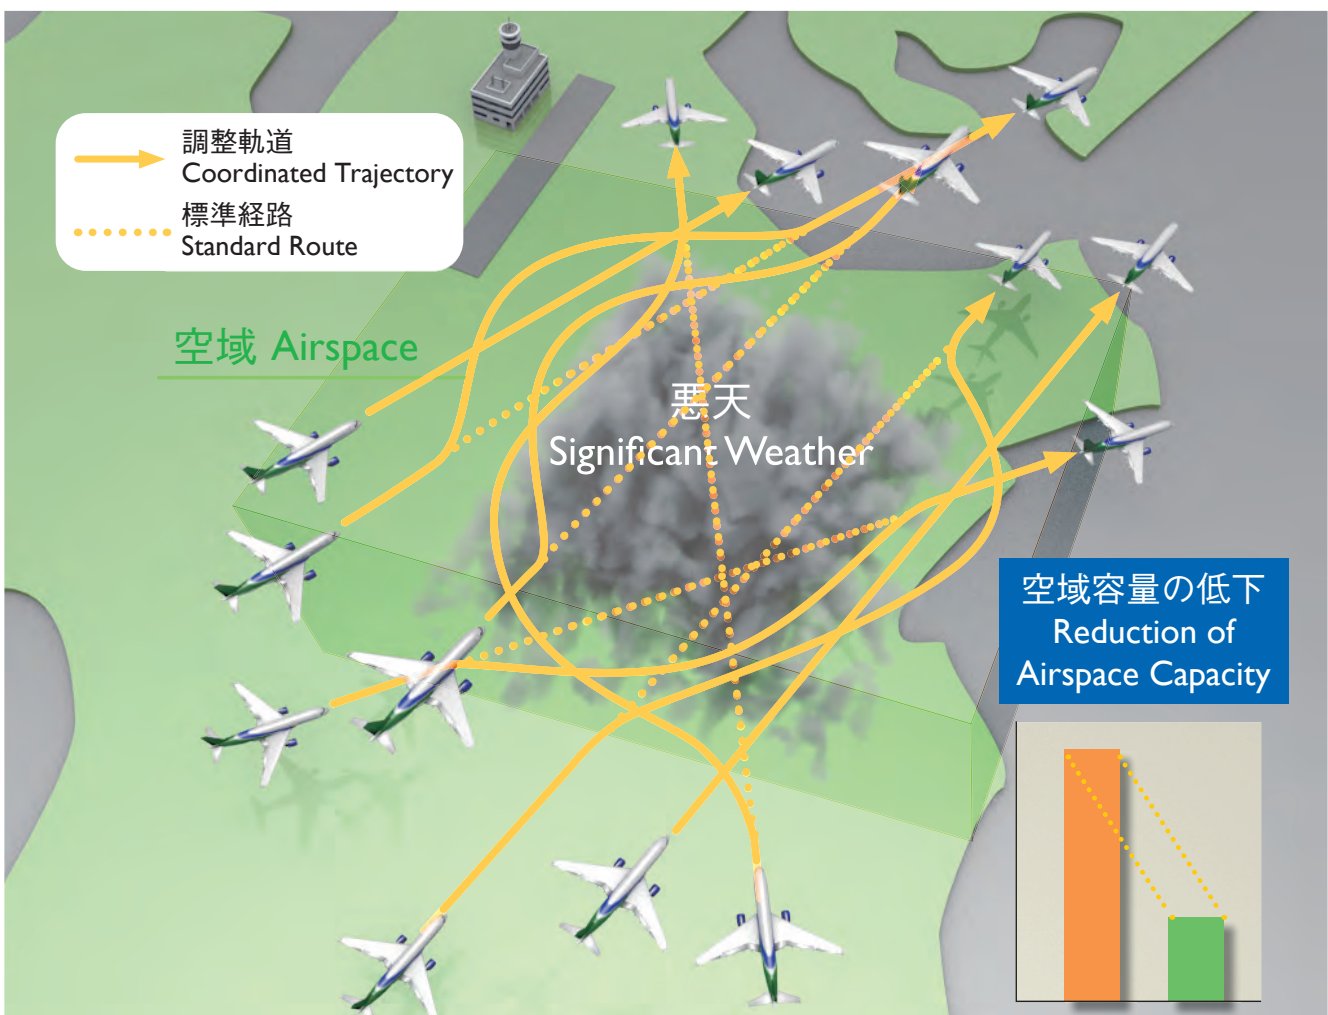 調整軌道
Coordinated Trajectory
標準経路
Standard Route
空域 Airspace
悪天
Significant Weather
空域容量の低下
Reduction of
Airspace Capacity